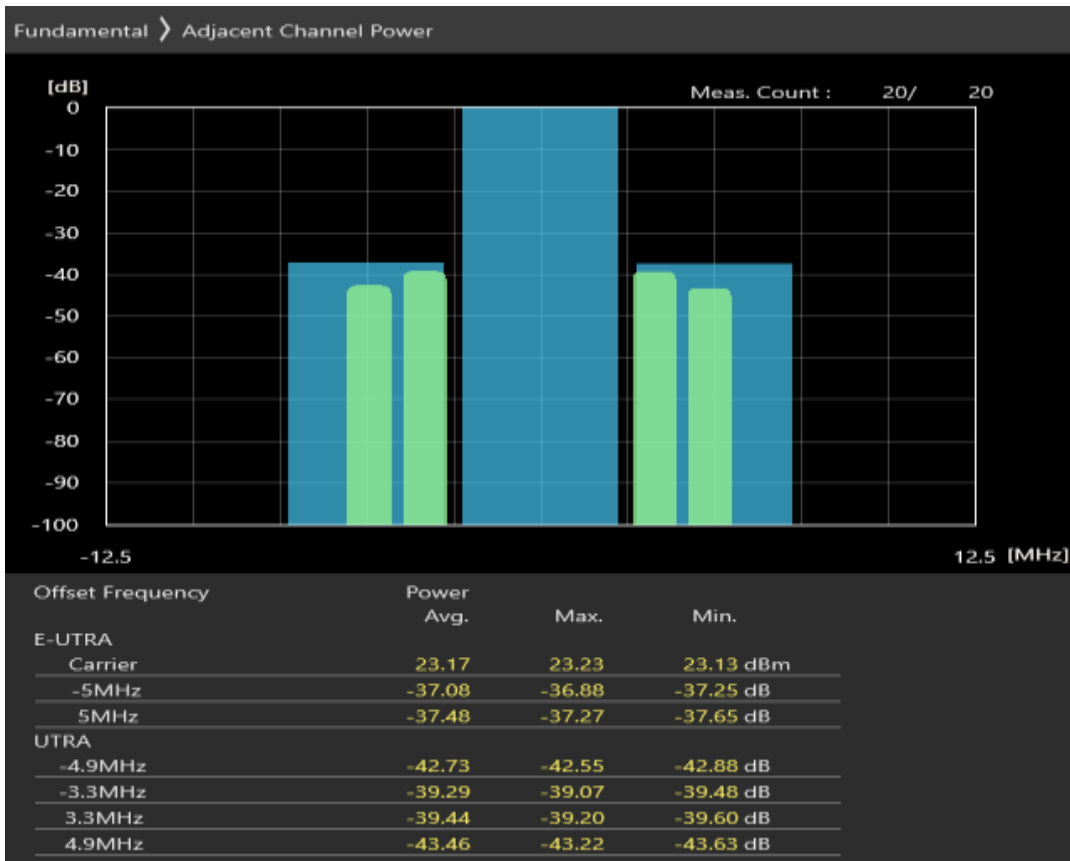 Fundamental 〉 Adjacent Channel Power
[dB]
Meas. Count : 20/ 20
0
-10
-20
-30
-40
-50
-60
-70
-80
-90
-100
-12.5 12.5 [MHz]
Offset Frequency Power
Avg. Max. Min.
E-UTRA
Carrier 23.17 23.23 23.13 dBm
-5MHz -37.08 -36.88 -37.25 dB
5MHz -37.48 -37.27 -37.65 dB
UTRA
-4.9MHz -42.73 -42.55 -42.88 dB
-3.3MHz -39.29 -39.07 -39.48 dB
3.3MHz -39.44 -39.20 -39.60 dB
4.9MHz -43.46 -43.22 -43.63 dB